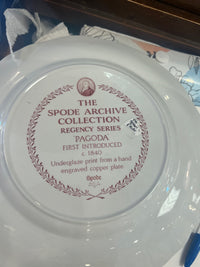 THE
SPODE ARCHIVE
COLLECTION
REGENCY SERIES
'PAGODA'
FIRST INTRODUCED
c. 1840
Underglaze print from a hand
engraved copper plate
Spode